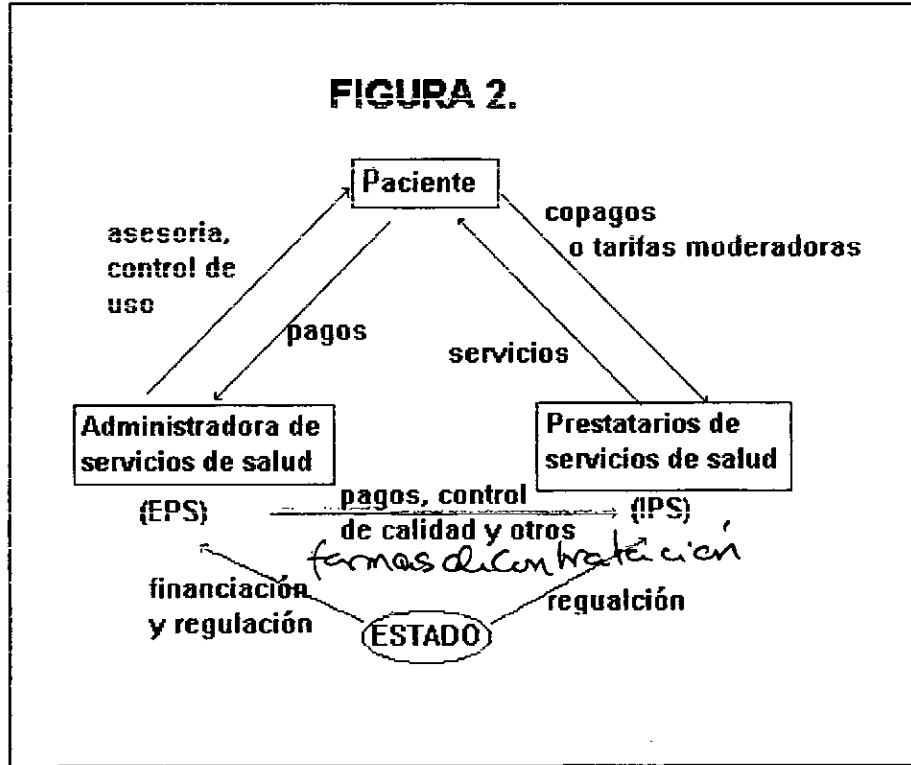 FIGURA 2.
Paciente
asesoria,
control de
uso
copagos
o tarifas moderadoras
pagos
servicios
Administradora de
servicios de salud
Prestatarios de
servicios de salud
(EPS)
pagos, control
de calidad y otros
(IPS)
formas de contratación
financiación
y regulación
regualción
ESTADO